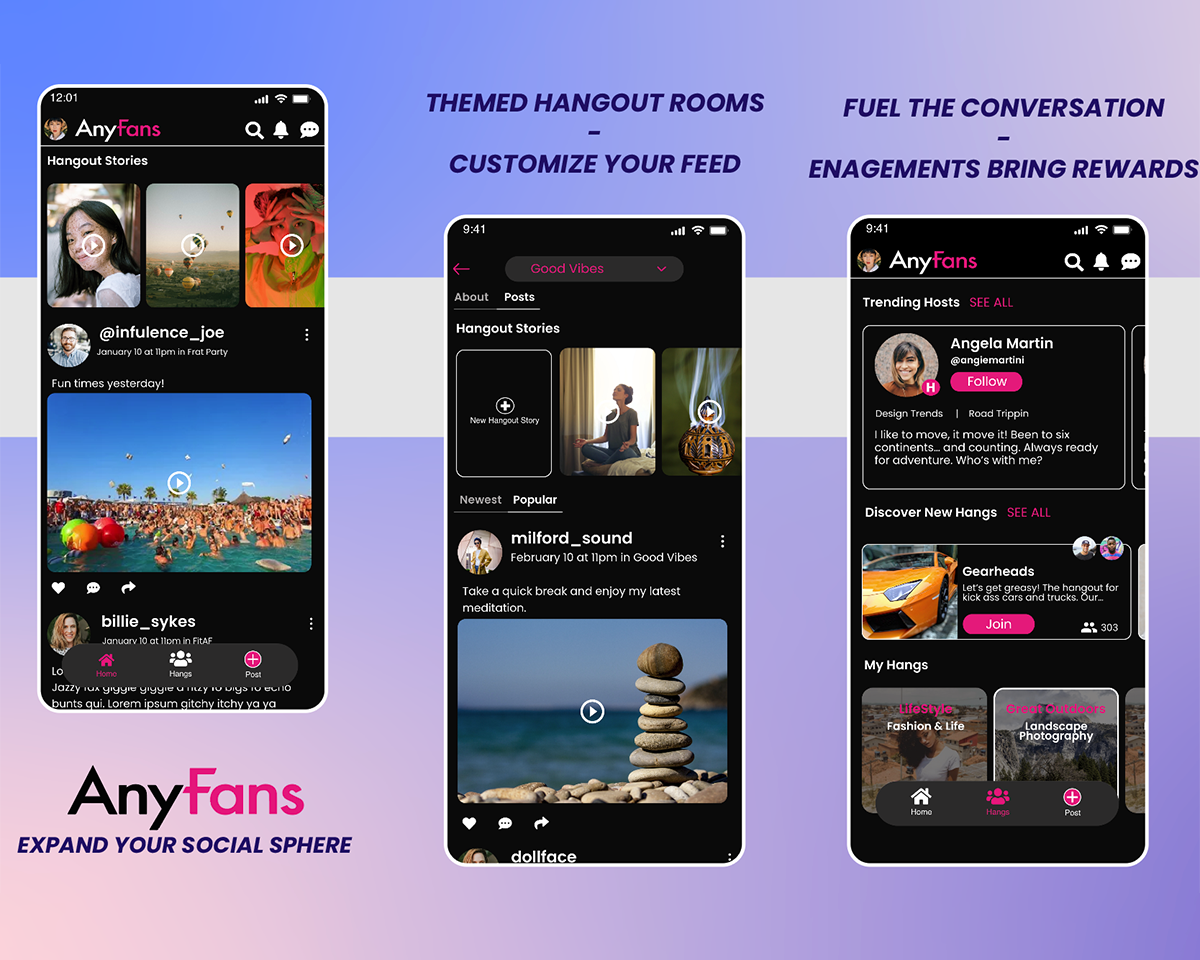 12:01
AnyFans
Hangout Stories
@infulence_joe
January 10 at 11pm in Frat Party
Fun times yesterday!
billie_sykes
January 10 at 11pm in FitAF
Home
Hangs
Post
Lo
Jazzy fax giggle giggle a ritzy to bigs to echo
bunts qui. Lorem ipsum gitchy itchy ya ya
AnyFans
EXPAND YOUR SOCIAL SPHERE
THEMED HANGOUT ROOMS
–
CUSTOMIZE YOUR FEED
9:41
Good Vibes
About Posts
Hangout Stories
New Hangout Story
Newest Popular
milford_sound
February 10 at 11pm in Good Vibes
Take a quick break and enjoy my latest
meditation.
dollface
FUEL THE CONVERSATION
–
ENAGEMENTS BRING REWARDS
9:41
AnyFans
Trending Hosts SEE ALL
Angela Martin
@angiemartini
H
Follow
Design Trends | Road Trippin
I like to move, it move it! Been to six
continents... and counting. Always ready
for adventure. Who's with me?
Discover New Hangs SEE ALL
Gearheads
Let's get greasy! The hangout for
kick ass cars and trucks. Our...
Join
303
My Hangs
LifeStyle
Fashion & Life
Great Outdoors
Landscape
Photography
Home
Hangs
Post